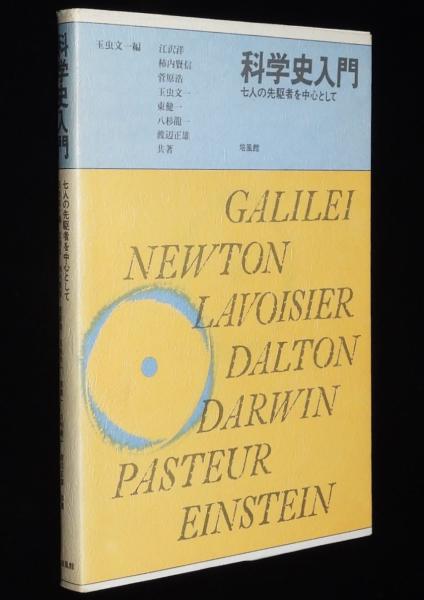 玉虫文一編
江沢洋
柿内賢信
菅原浩
玉虫文一
東健一
八杉龍一
渡辺正雄
共著
科学史入門
七人の先駆者を中心として
培風館
GALILEI
NEWTON
LAVOISIER
DALTON
DARWIN
PASTEUR
EINSTEIN
科学史入門
七人の先駆者を中心として
培風館